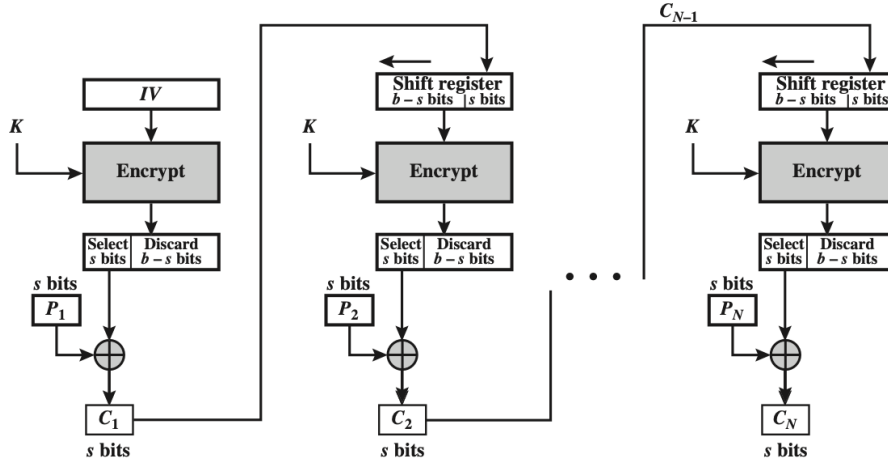 C_{N–1}
IV
Shift register
b – s bits | s bits
Shift register
b – s bits | s bits
K
K
K
Encrypt
Encrypt
Encrypt
Select Discard
s bits b – s bits
Select Discard
s bits b – s bits
Select Discard
s bits b – s bits
s bits
P_1
s bits
P_2
• • •
s bits
P_N
C_1
s bits
C_2
s bits
C_N
s bits